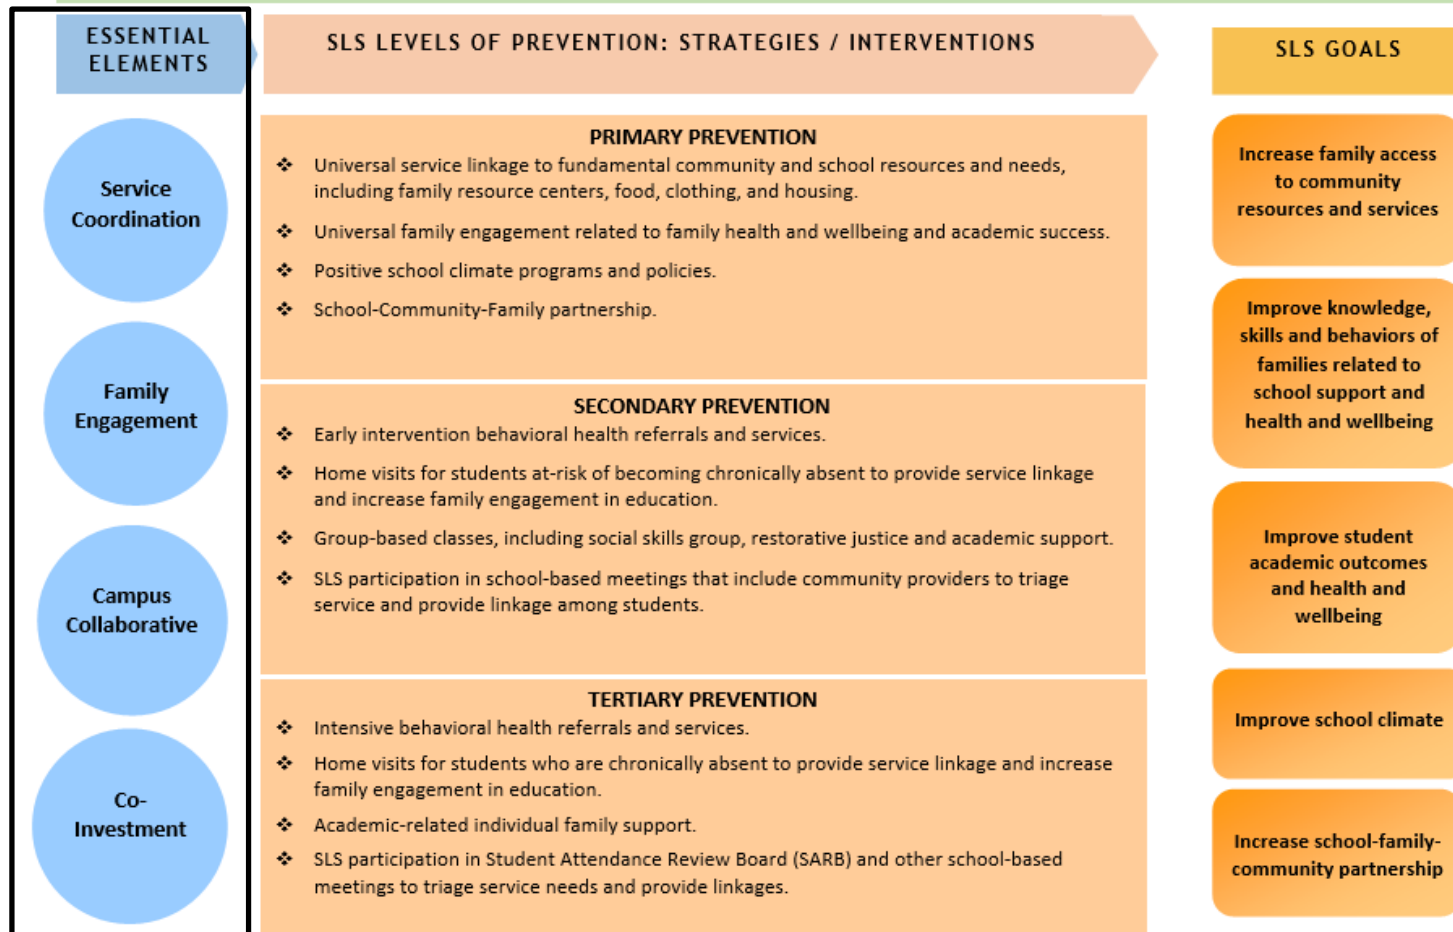 ESSENTIAL
ELEMENTS
Service
Coordination
Family
Engagement
Campus
Collaborative
Co-
Investment
SLS LEVELS OF PREVENTION: STRATEGIES / INTERVENTIONS
PRIMARY PREVENTION
❖ Universal service linkage to fundamental community and school resources and needs,
including family resource centers, food, clothing, and housing.
❖ Universal family engagement related to family health and wellbeing and academic success.
❖ Positive school climate programs and policies.
❖ School-Community-Family partnership.
SECONDARY PREVENTION
❖ Early intervention behavioral health referrals and services.
❖ Home visits for students at-risk of becoming chronically absent to provide service linkage
and increase family engagement in education.
❖ Group-based classes, including social skills group, restorative justice and academic support.
❖ SLS participation in school-based meetings that include community providers to triage
service and provide linkage among students.
TERTIARY PREVENTION
❖ Intensive behavioral health referrals and services.
❖ Home visits for students who are chronically absent to provide service linkage and increase
family engagement in education.
❖ Academic-related individual family support.
❖ SLS participation in Student Attendance Review Board (SARB) and other school-based
meetings to triage service needs and provide linkages.
SLS GOALS
Increase family access
to community
resources and services
Improve knowledge,
skills and behaviors of
families related to
school support and
health and wellbeing
Improve student
academic outcomes
and health and
wellbeing
Improve school climate
Increase school-family-
community partnership